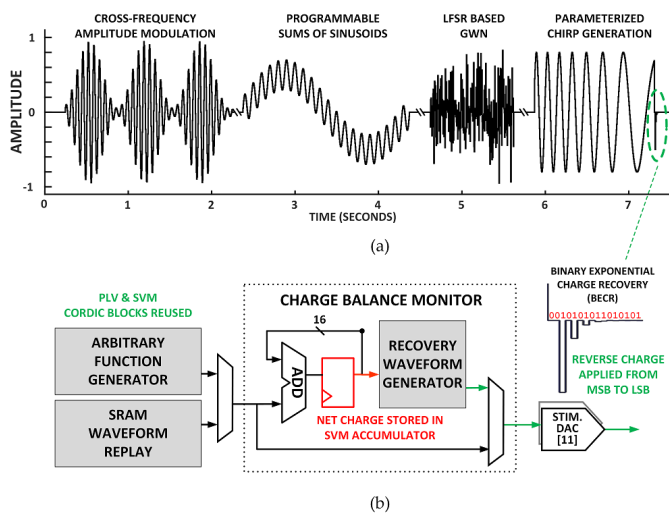 CROSS-FREQUENCY
AMPLITUDE MODULATION
PROGRAMMABLE
SUMS OF SINUSOIDS
LFSR BASED
GWN
PARAMETERIZED
CHIRP GENERATION
AMPLITUDE
1
0
-1
0
1
2
3
4
5
6
7
TIME (SECONDS)
(a)
BINARY EXPONENTIAL
CHARGE RECOVERY
(BECR)
0010101011010101
REVERSE CHARGE
APPLIED FROM
MSB TO LSB
PLV & SVM
CORDIC BLOCKS REUSED
ARBITRARY
FUNCTION
GENERATOR
SRAM
WAVEFORM
REPLAY
CHARGE BALANCE MONITOR
16
ADD
RECOVERY
WAVEFORM
GENERATOR
NET CHARGE STORED IN
SVM ACCUMULATOR
STIM.
DAC
[11]
(b)